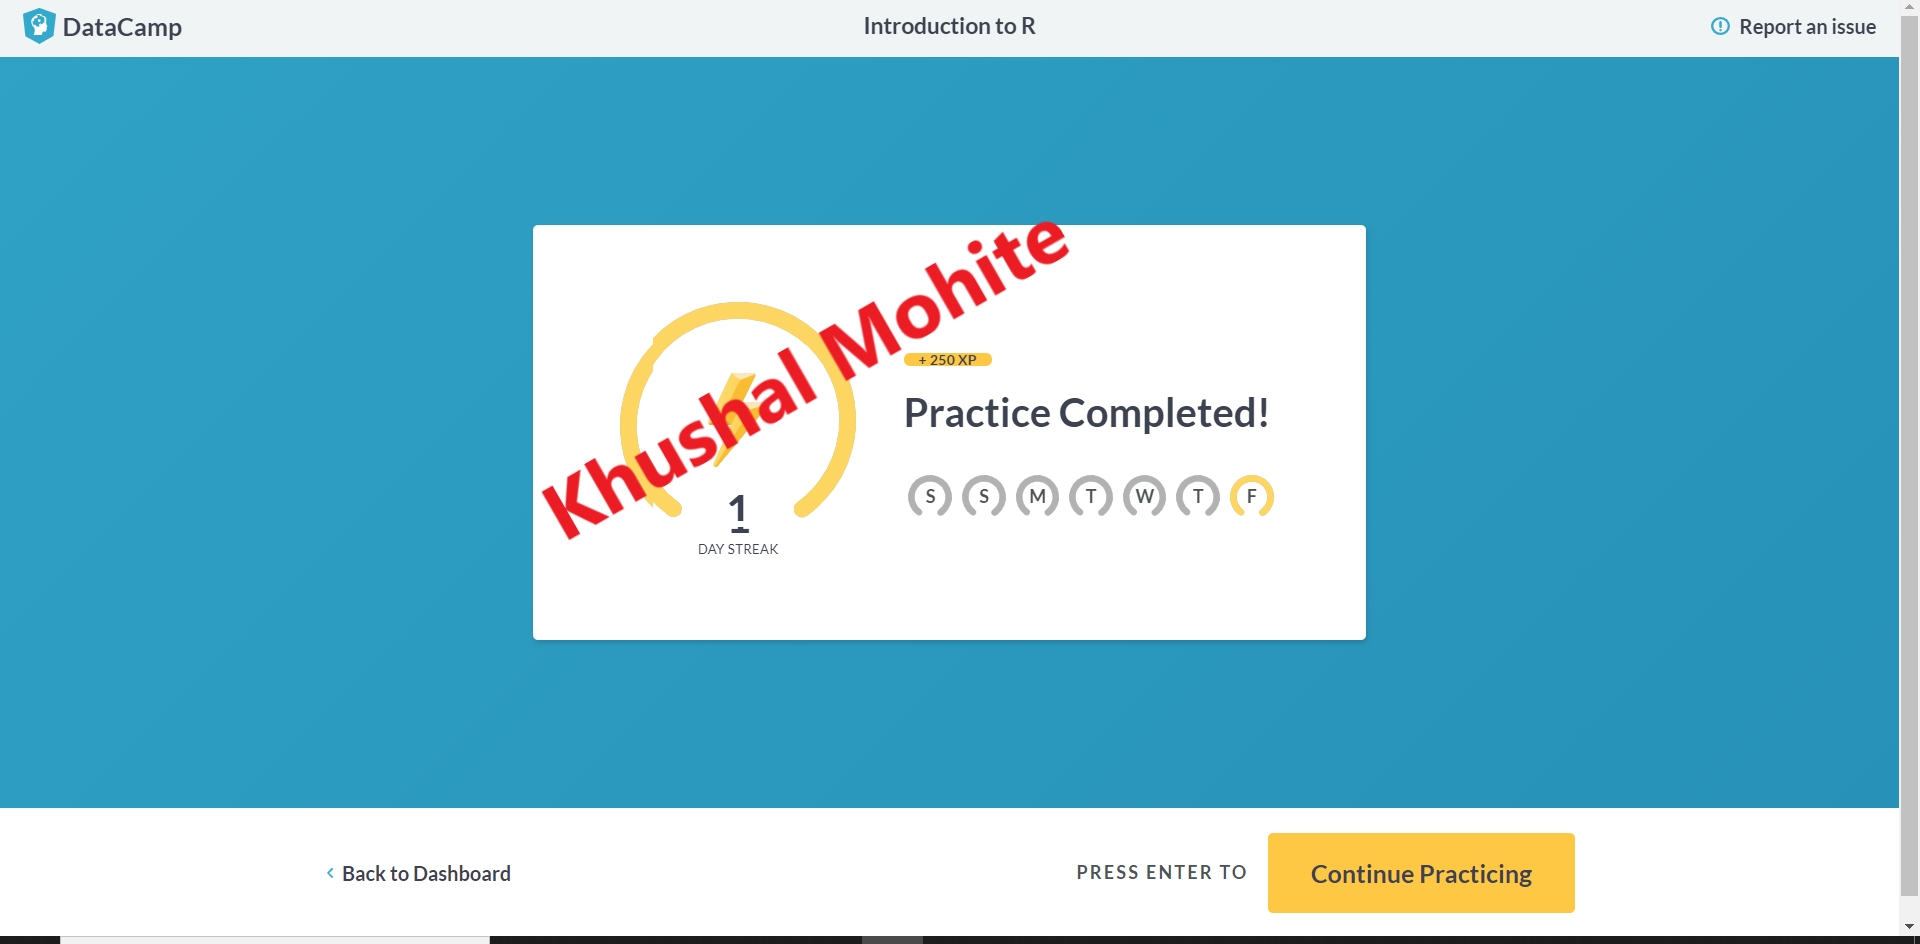 DataCamp
Introduction to R
Report an issue
Khushal Mohite
+ 250 XP
Practice Completed!
S S M T W T F
1
DAY STREAK
Back to Dashboard
PRESS ENTER TO
Continue Practicing